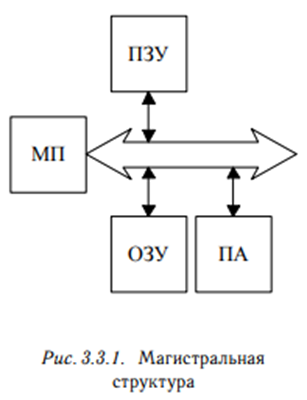 ПЗУ
МП
ОЗУ
ПА
Рис. 3.3.1. Магистральная
структура